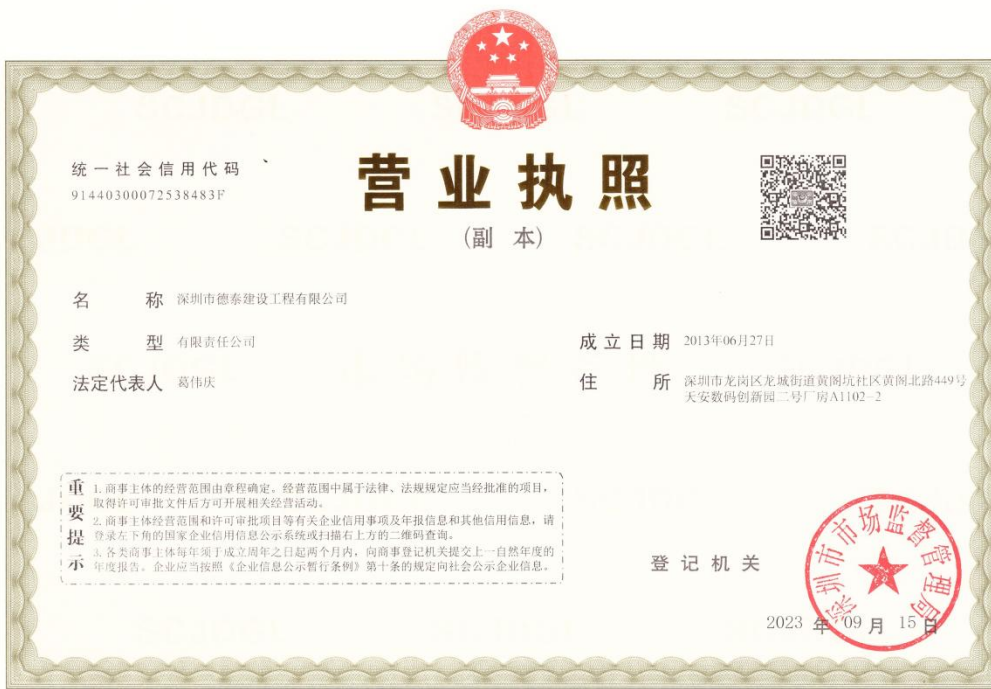 统一社会信用代码
91440300072538483F
营业执照
(副 本)
名 称 深圳市德泰建设工程有限公司
类 型 有限责任公司
法定代表人 葛伟庆
成立日期 2013年06月27日
住 所 深圳市龙岗区龙城街道黄阁坑社区黄阁北路449号
天安数码创新园二号厂房A1102-2
重要提示
1.商事主体的经营范围由章程确定。经营范围中属于法律、法规规定应当经批准的项目,
取得许可审批文件后方可开展相关经营活动。
2.商事主体经营范围和许可审批项目等有关企业信用事项及年报信息和其他信用信息,请
登录左下角的国家企业信用信息公示系统或扫描右上方的二维码查询。
3.各类商事主体每年须于成立周年之日起两个月内,向商事登记机关提交上一自然年度的
年度报告。企业应当按照《企业信息公示暂行条例》第十条的规定向社会公示企业信息。
登记机关
深圳市市场监督管理局
2023 年 09 月 15 日